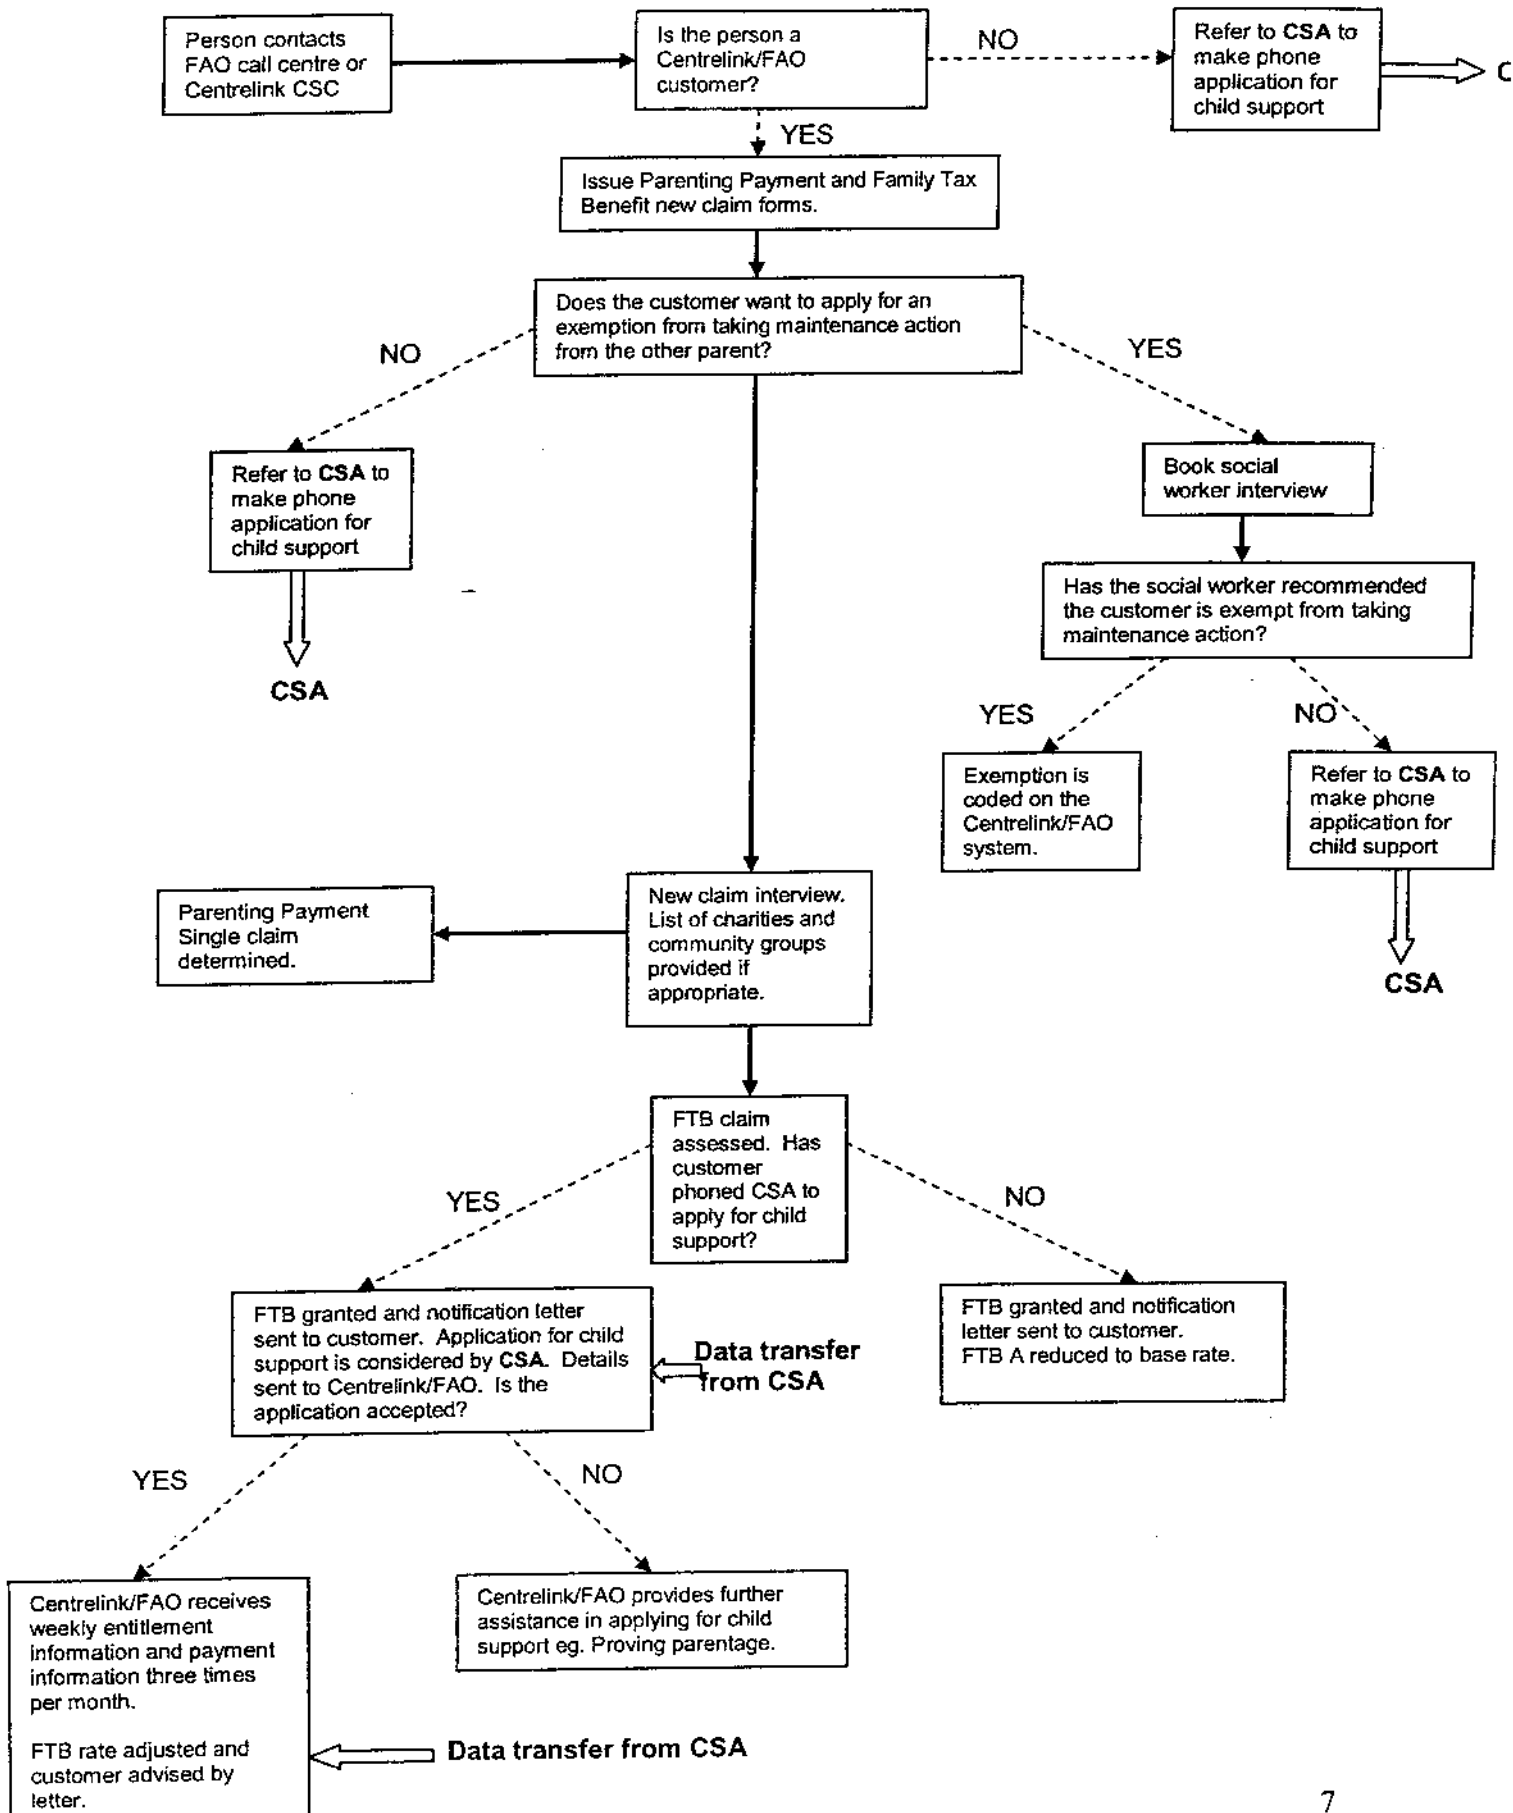 Person contacts
FAO call centre or
Centrelink CSC
Is the person a
Centrelink/FAO
customer?
NO
Refer to CSA to
make phone
application for
child support
C
YES
Issue Parenting Payment and Family Tax
Benefit new claim forms.
Does the customer want to apply for an
exemption from taking maintenance action
from the other parent?
NO
YES
Refer to CSA to
make phone
application for
child support
CSA
Book social
worker interview
Has the social worker recommended
the customer is exempt from taking
maintenance action?
YES
NO
Exemption is
coded on the
Centrelink/FAO
system.
Refer to CSA to
make phone
application for
child support
CSA
New claim interview.
List of charities and
community groups
provided if
appropriate.
Parenting Payment
Single claim
determined.
FTB claim
assessed. Has
customer
phoned CSA to
apply for child
support?
YES
NO
FTB granted and notification letter
sent to customer. Application for child
support is considered by CSA. Details
sent to Centrelink/FAO. Is the
application accepted?
Data transfer
from CSA
FTB granted and notification
letter sent to customer.
FTB A reduced to base rate.
YES
NO
Centrelink/FAO receives
weekly entitlement
information and payment
information three times
per month.
FTB rate adjusted and
customer advised by
letter.
Centrelink/FAO provides further
assistance in applying for child
support eg. Proving parentage.
Data transfer from CSA
7